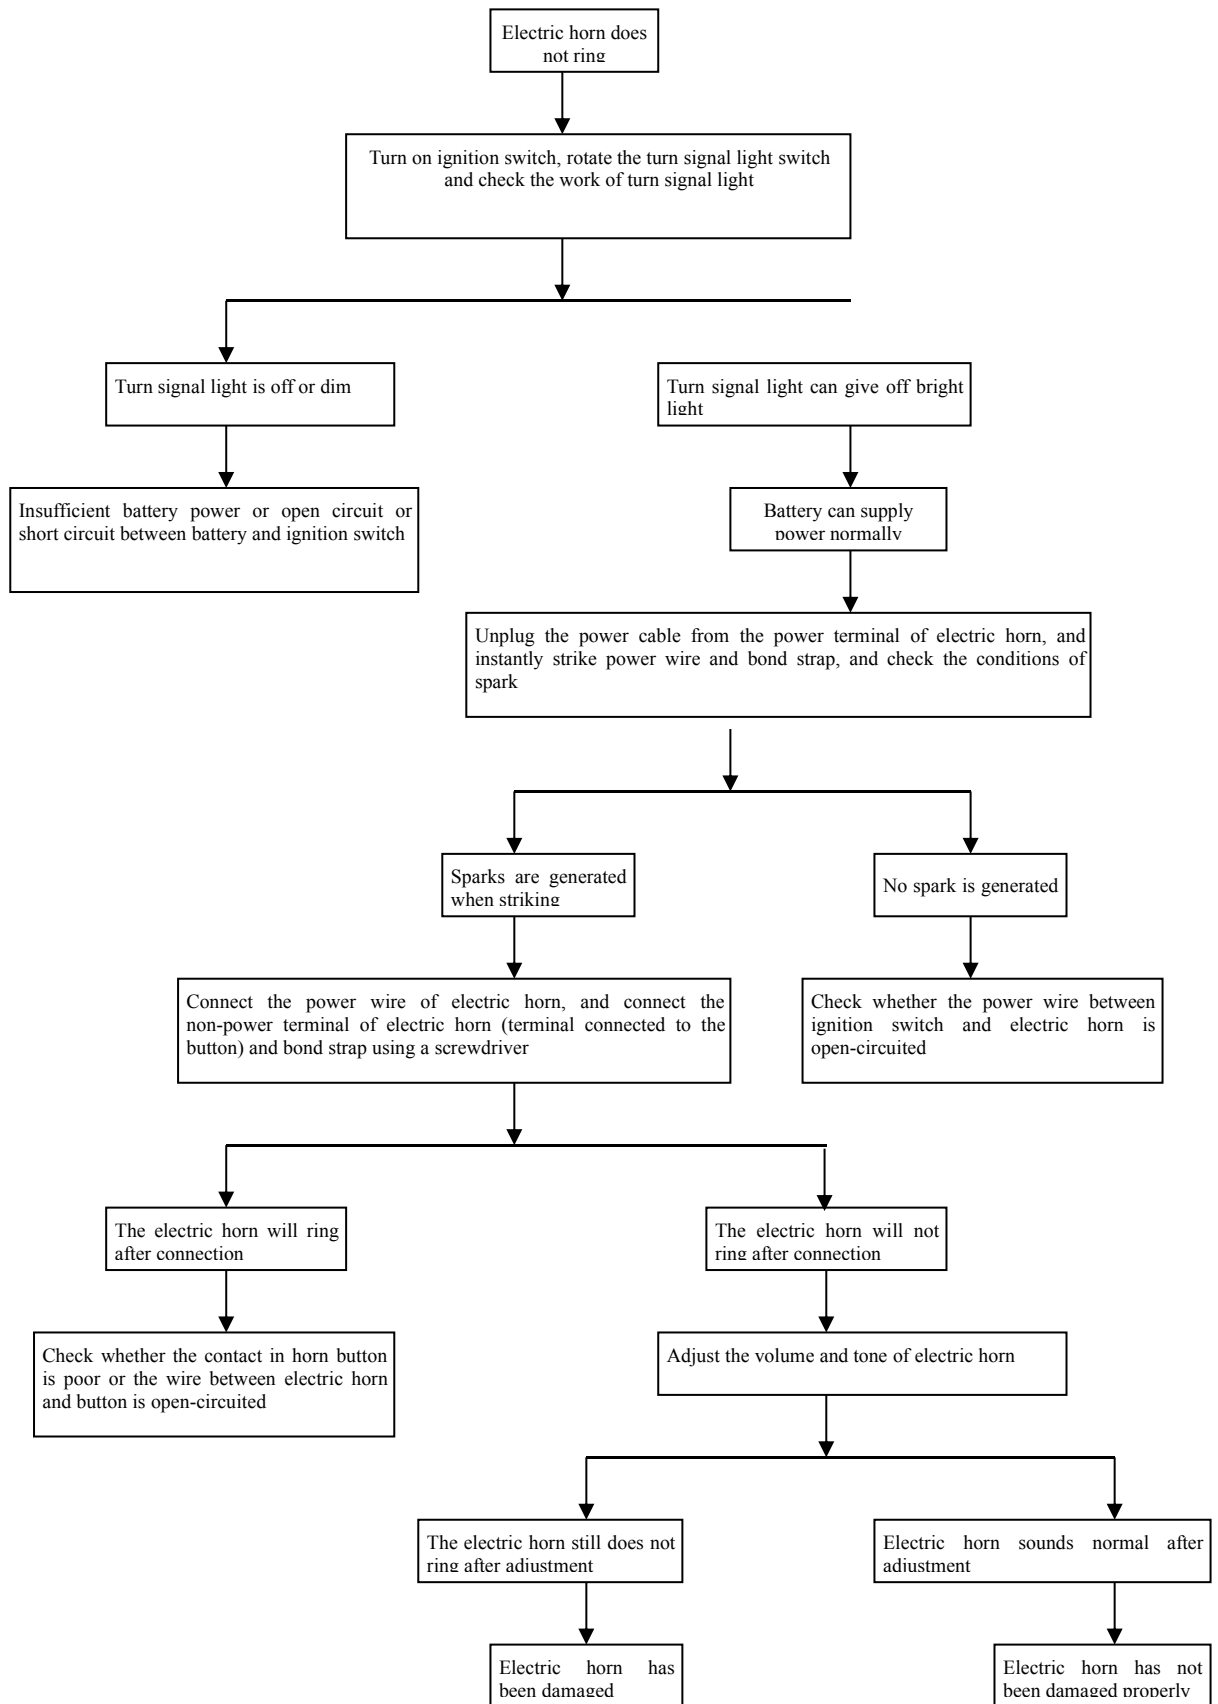 Electric horn does
not ring
Turn on ignition switch, rotate the turn signal light switch
and check the work of turn signal light
Turn signal light is off or dim
Turn signal light can give off bright
light
Insufficient battery power or open circuit or
short circuit between battery and ignition switch
Battery can supply
power normally
Unplug the power cable from the power terminal of electric horn, and
instantly strike power wire and bond strap, and check the conditions of
spark
Sparks are generated
when striking
No spark is generated
Connect the power wire of electric horn, and connect the
non-power terminal of electric horn (terminal connected to the
button) and bond strap using a screwdriver
Check whether the power wire between
ignition switch and electric horn is
open-circuited
The electric horn will ring
after connection
The electric horn will not
ring after connection
Check whether the contact in horn button
is poor or the wire between electric horn
and button is open-circuited
Adjust the volume and tone of electric horn
The electric horn still does not
ring after adjustment
Electric horn sounds normal after
adjustment
Electric horn has
been damaged
Electric horn has not
been damaged properly